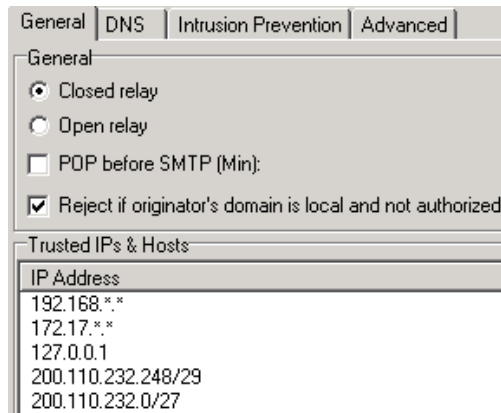 General DNS Intrusion Prevention Advanced
General
Closed relay
Open relay
POP before SMTP (Min):
Reject if originator's domain is local and not authorized
Trusted IPs & Hosts
IP Address
192.168.*.*
172.17.*.*
127.0.0.1
200.110.232.248/29
200.110.232.0/27